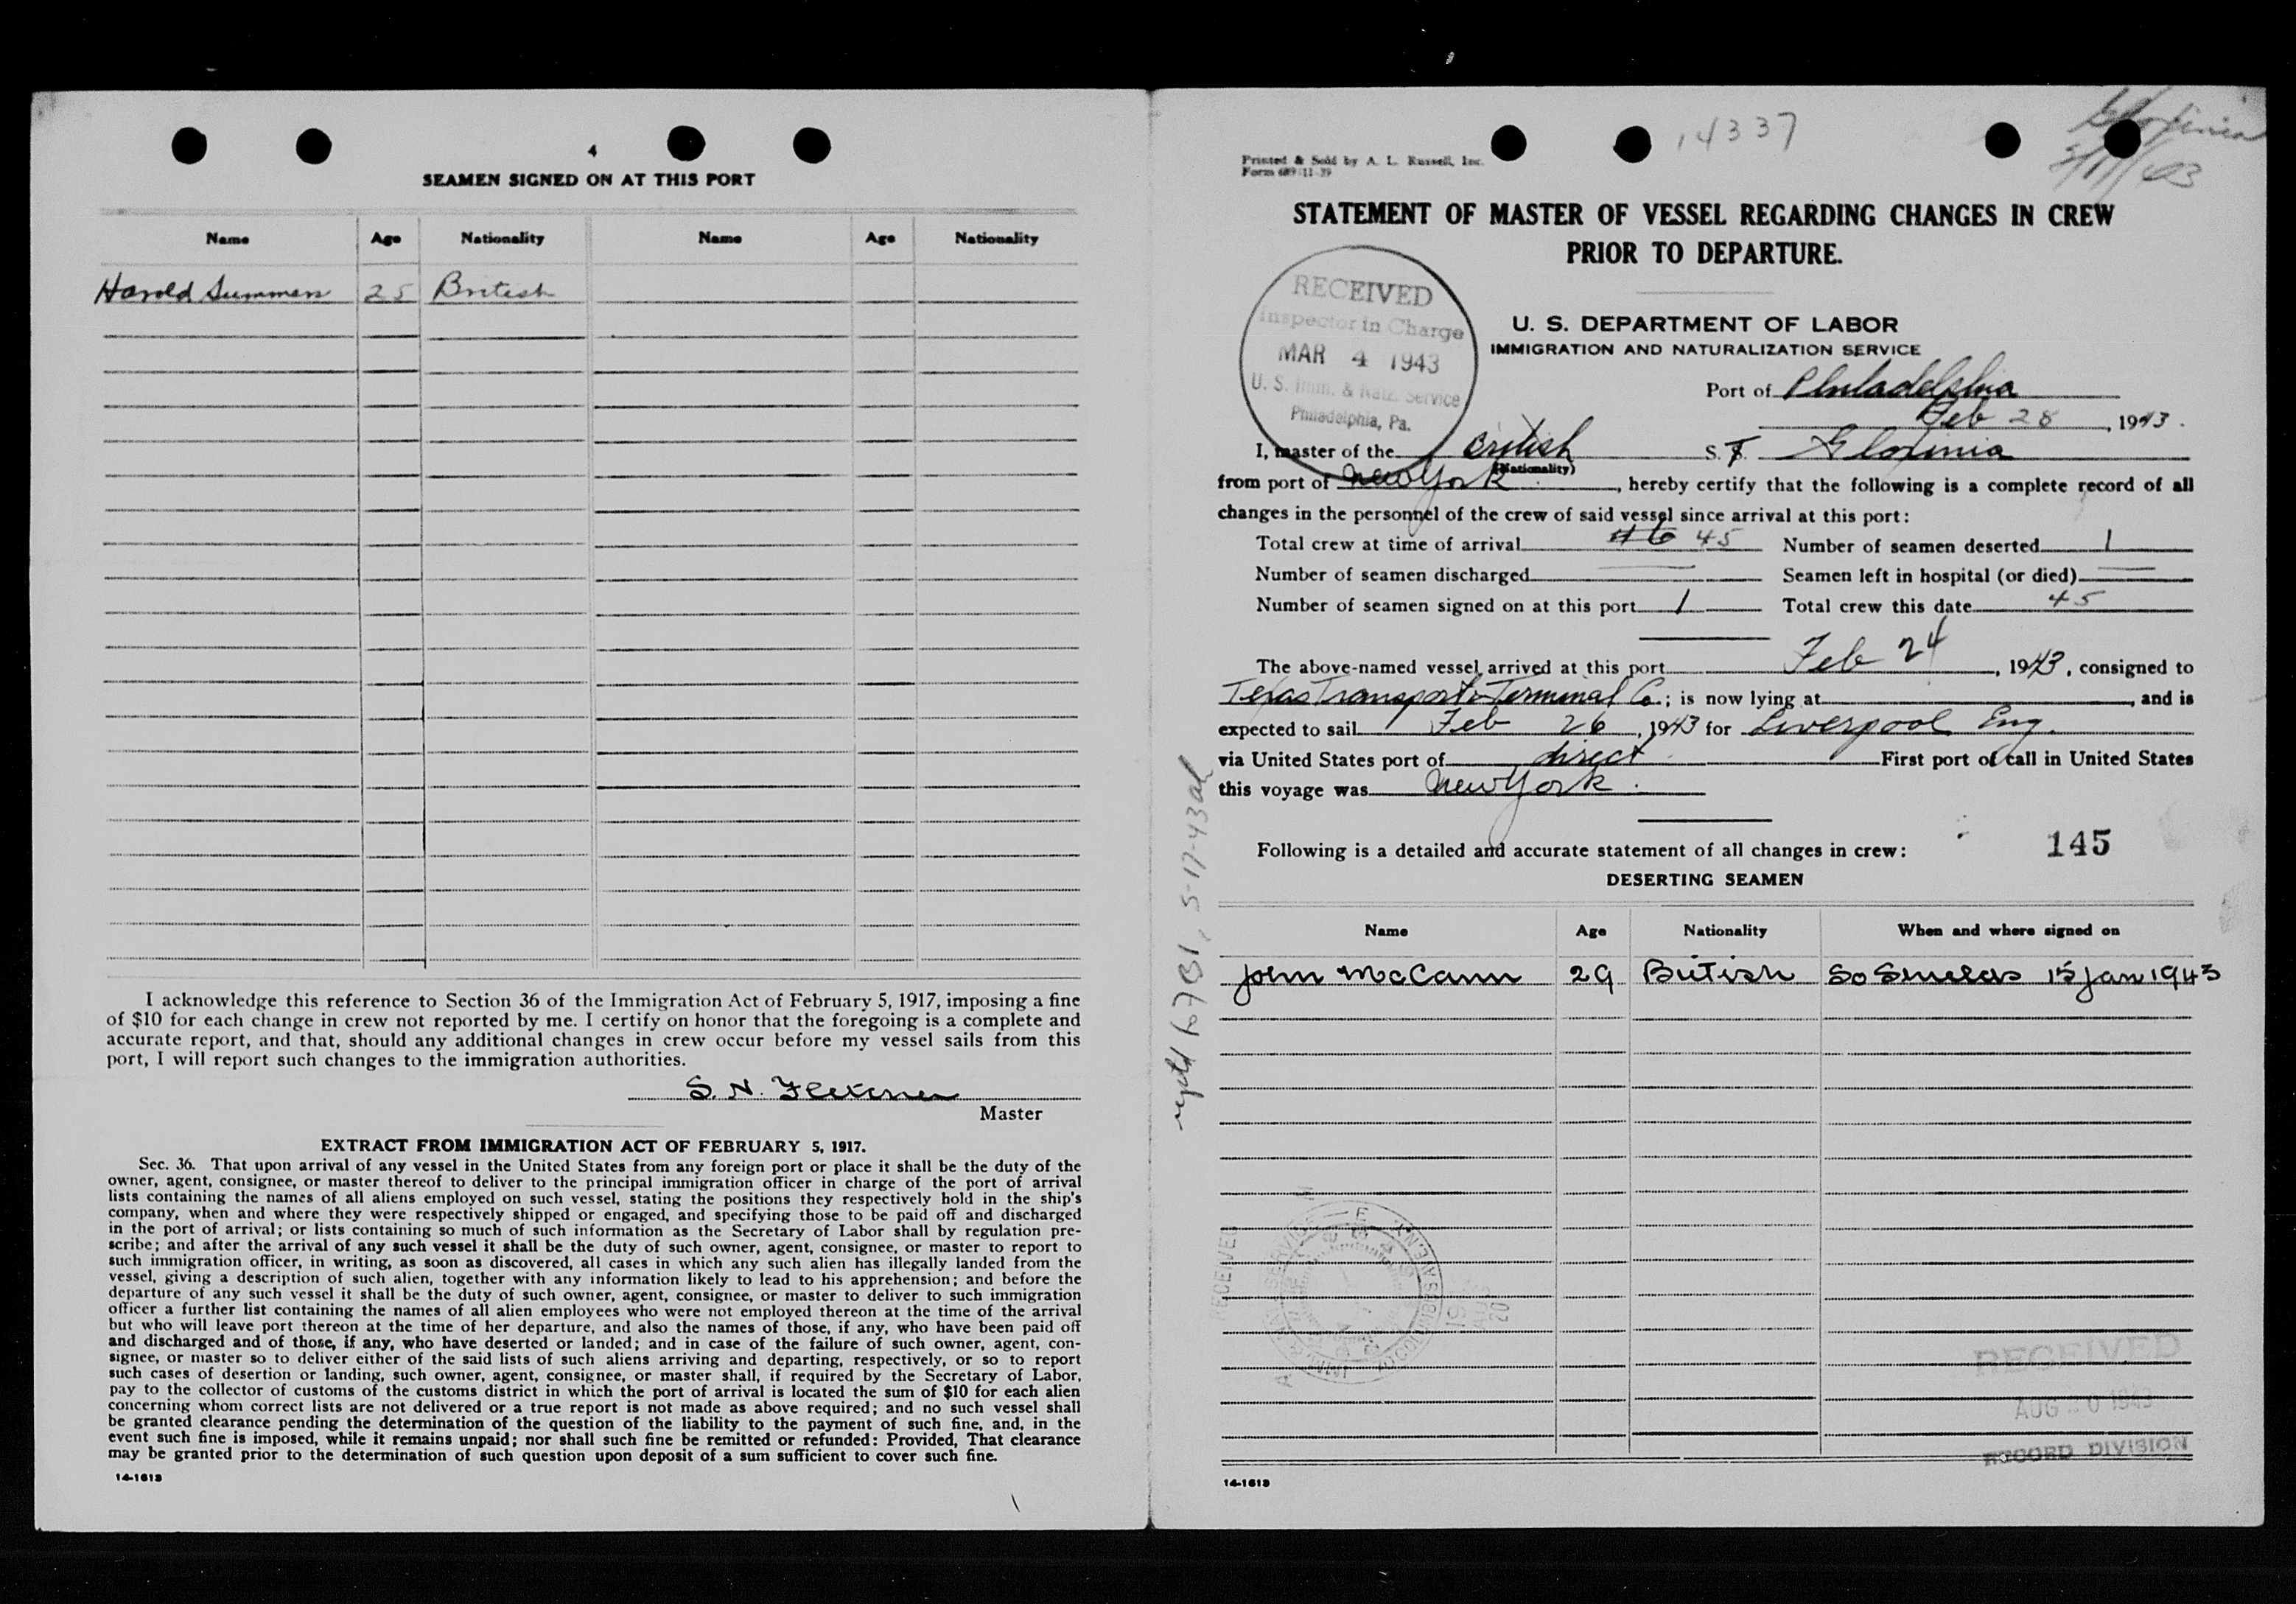 4
SEAMEN SIGNED ON AT THIS PORT
Name Age Nationality Name Age Nationality
Harold Summers 25 British
I acknowledge this reference to Section 36 of the Immigration Act of February 5, 1917, imposing a fine
of $10 for each change in crew not reported by me. I certify on honor that the foregoing is a complete and
accurate report, and that, should any additional changes in crew occur before my vessel sails from this
port, I will report such changes to the immigration authorities.
S. N. Fletcher
Master
EXTRACT FROM IMMIGRATION ACT OF FEBRUARY 5, 1917.
Sec. 36. That upon arrival of any vessel in the United States from any foreign port or place it shall be the duty of the
owner, agent, consignee, or master thereof to deliver to the principal immigration officer in charge of the port of arrival
lists containing the names of all aliens employed on such vessel, stating the positions they respectively hold in the ship's
company, when and where they were respectively shipped or engaged, and specifying those to be paid off and discharged
in the port of arrival; or lists containing so much of such information as the Secretary of Labor shall by regulation pre-
scribe; and after the arrival of any such vessel it shall be the duty of such owner, agent, consignee, or master to report to
such immigration officer, in writing, as soon as discovered, all cases in which any such alien has illegally landed from the
vessel, giving a description of such alien, together with any information likely to lead to his apprehension; and before the
departure of any such vessel it shall be the duty of such owner, agent, consignee, or master to deliver to such immigration
officer a further list containing the names of all alien employees who were not employed thereon at the time of the arrival
but who will leave port thereon at the time of her departure, and also the names of those, if any, who have been paid off
and discharged and of those, if any, who have deserted or landed; and in case of the failure of such owner, agent, con-
signee, or master so to deliver either of the said lists of such aliens arriving and departing, respectively, or so to report
such cases of desertion or landing, such owner, agent, consignee, or master shall, if required by the Secretary of Labor,
pay to the collector of customs of the customs district in which the port of arrival is located the sum of $10 for each alien
concerning whom correct lists are not delivered or a true report is not made as above required; and no such vessel shall
be granted clearance pending the determination of the question of the liability to the payment of such fine, and, in the
event such fine is imposed, while it remains unpaid; nor shall such fine be remitted or refunded: Provided, That clearance
may be granted prior to the determination of such question upon deposit of a sum sufficient to cover such fine.
14-1613
Printed & Sold by A. L. Russell, Inc.
Form 689-11-39
14337
Gloxinia
STATEMENT OF MASTER OF VESSEL REGARDING CHANGES IN CREW
PRIOR TO DEPARTURE.
RECEIVED
Inspector in Charge
MAR 4 1943
U. S. Imm. & Natz. Service
Philadelphia, Pa.
U. S. DEPARTMENT OF LABOR
IMMIGRATION AND NATURALIZATION SERVICE
Port of Philadelphia
Feb 28, 1943.
I, master of the British S. Gloxinia
(Nationality)
from port of New York, hereby certify that the following is a complete record of all
changes in the personnel of the crew of said vessel since arrival at this port:
Total crew at time of arrival 46 45 Number of seamen deserted 1
Number of seamen discharged — Seamen left in hospital (or died) —
Number of seamen signed on at this port 1 Total crew this date 45
The above-named vessel arrived at this port Feb 24, 1943, consigned to
Texas Transport & Terminal Co.; is now lying at , and is
expected to sail Feb 26, 1943 for Liverpool Eng.
via United States port of direct First port of call in United States
this voyage was New York.
Following is a detailed and accurate statement of all changes in crew:
145
DESERTING SEAMEN
Name Age Nationality When and where signed on
John McCann 29 British So Shields 15 Jan 1943
5-17-43
RECEIVED
RECEIVED
AUG 1943
RECORD DIVISION
14-1613